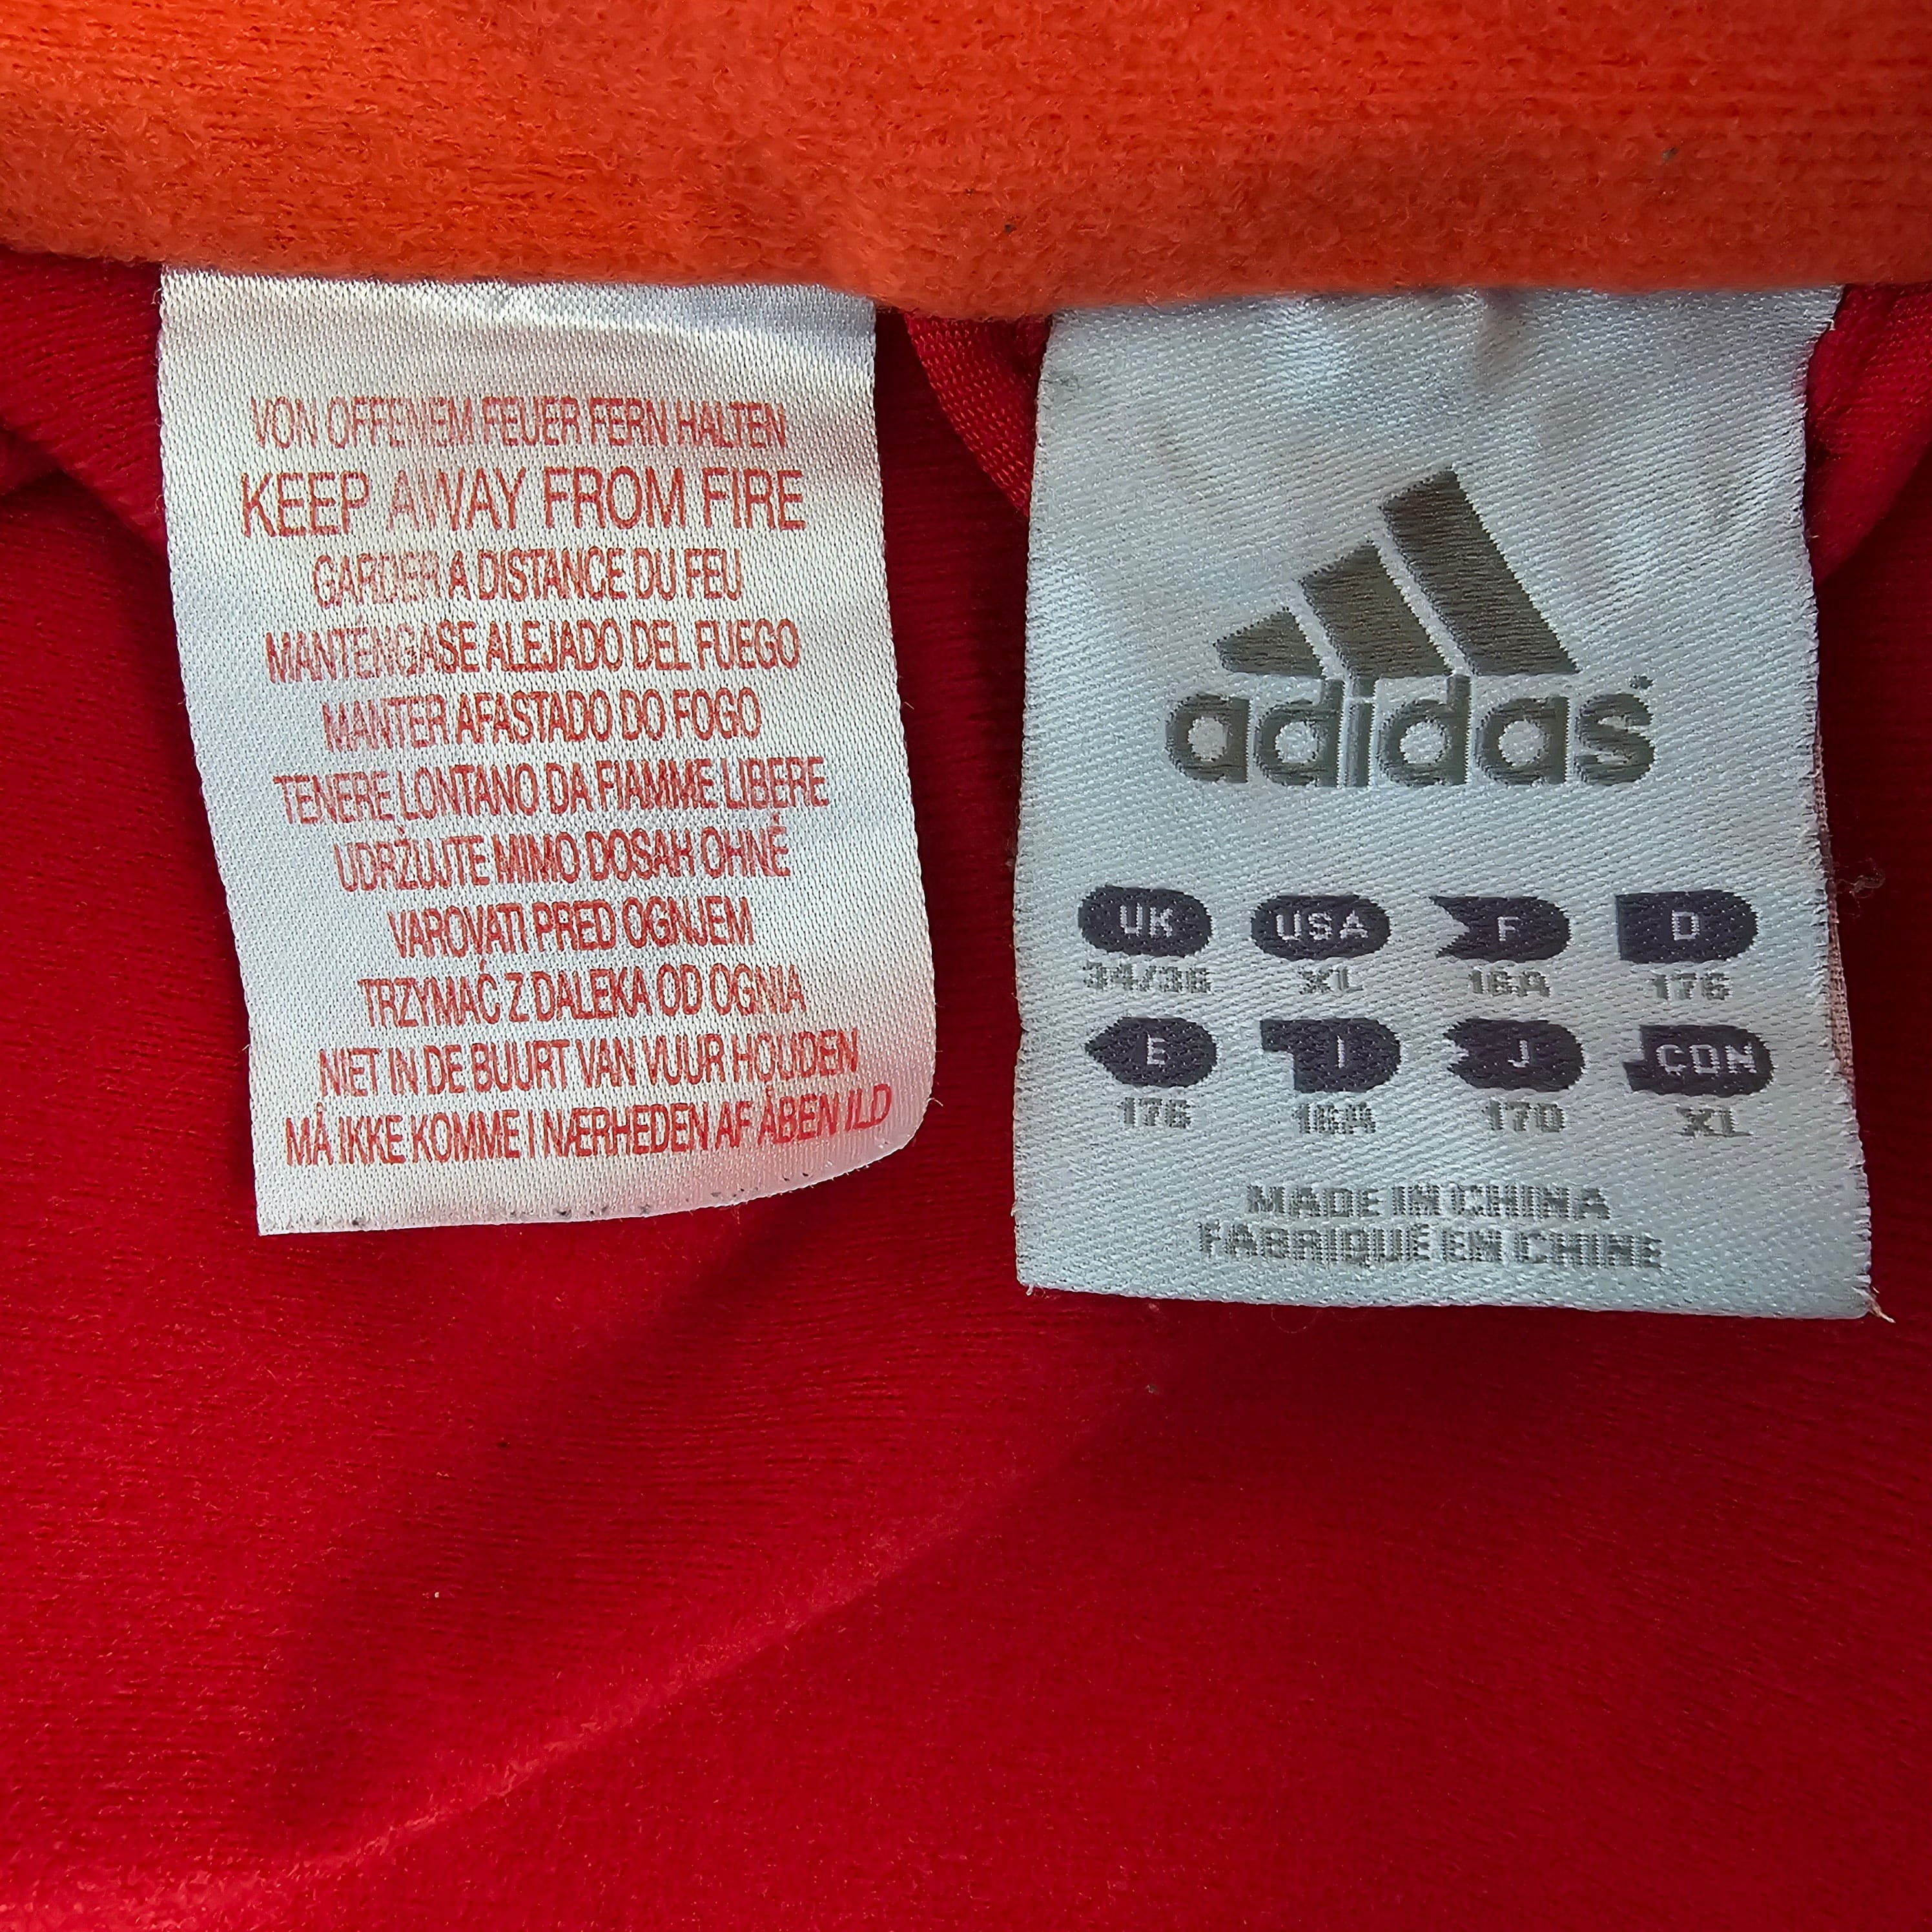 VON OFFENEM FEUER FERN HALTEN
KEEP AWAY FROM FIRE
GARDER A DISTANCE DU FEU
MANTÉNGASE ALEJADO DEL FUEGO
MANTER AFASTADO DO FOGO
TENERE LONTANO DA FIAMME LIBERE
UDRŽUJTE MIMO DOSAH OHNĚ
VAROVATI PRED OGNJEM
TRZYMAĆ Z DALEKA OD OGNIA
NIET IN DE BUURT VAN VUUR HOUDEN
MÅ IKKE KOMME I NÆRHEDEN AF ÅBEN ILD
adidas
UK USA F D
34/36 XL 16A 176
E I J CDN
176 16A 170 XL
MADE IN CHINA
FABRIQUÉ EN CHINE